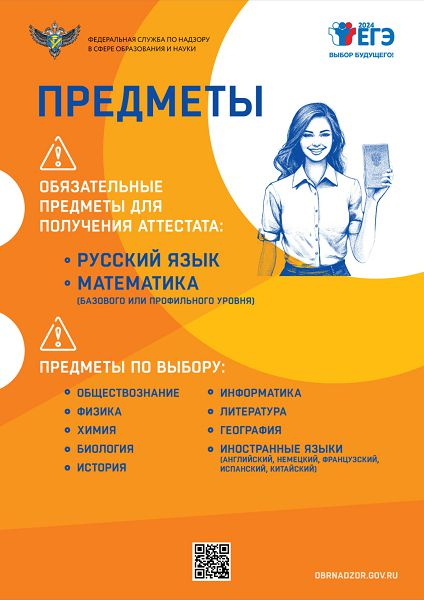 ФЕДЕРАЛЬНАЯ СЛУЖБА ПО НАДЗОРУ
В СФЕРЕ ОБРАЗОВАНИЯ И НАУКИ
2024
ЕГЭ
ВЫБОР БУДУЩЕГО!
ПРЕДМЕТЫ
ОБЯЗАТЕЛЬНЫЕ
ПРЕДМЕТЫ ДЛЯ
ПОЛУЧЕНИЯ АТТЕСТАТА:
РУССКИЙ ЯЗЫК
МАТЕМАТИКА
(БАЗОВОГО ИЛИ ПРОФИЛЬНОГО УРОВНЯ)
ПРЕДМЕТЫ ПО ВЫБОРУ:
ОБЩЕСТВОЗНАНИЕ
ФИЗИКА
ХИМИЯ
БИОЛОГИЯ
ИСТОРИЯ
ИНФОРМАТИКА
ЛИТЕРАТУРА
ГЕОГРАФИЯ
ИНОСТРАННЫЕ ЯЗЫКИ
(АНГЛИЙСКИЙ, НЕМЕЦКИЙ, ФРАНЦУЗСКИЙ,
ИСПАНСКИЙ, КИТАЙСКИЙ)
OBRNADZOR.GOV.RU